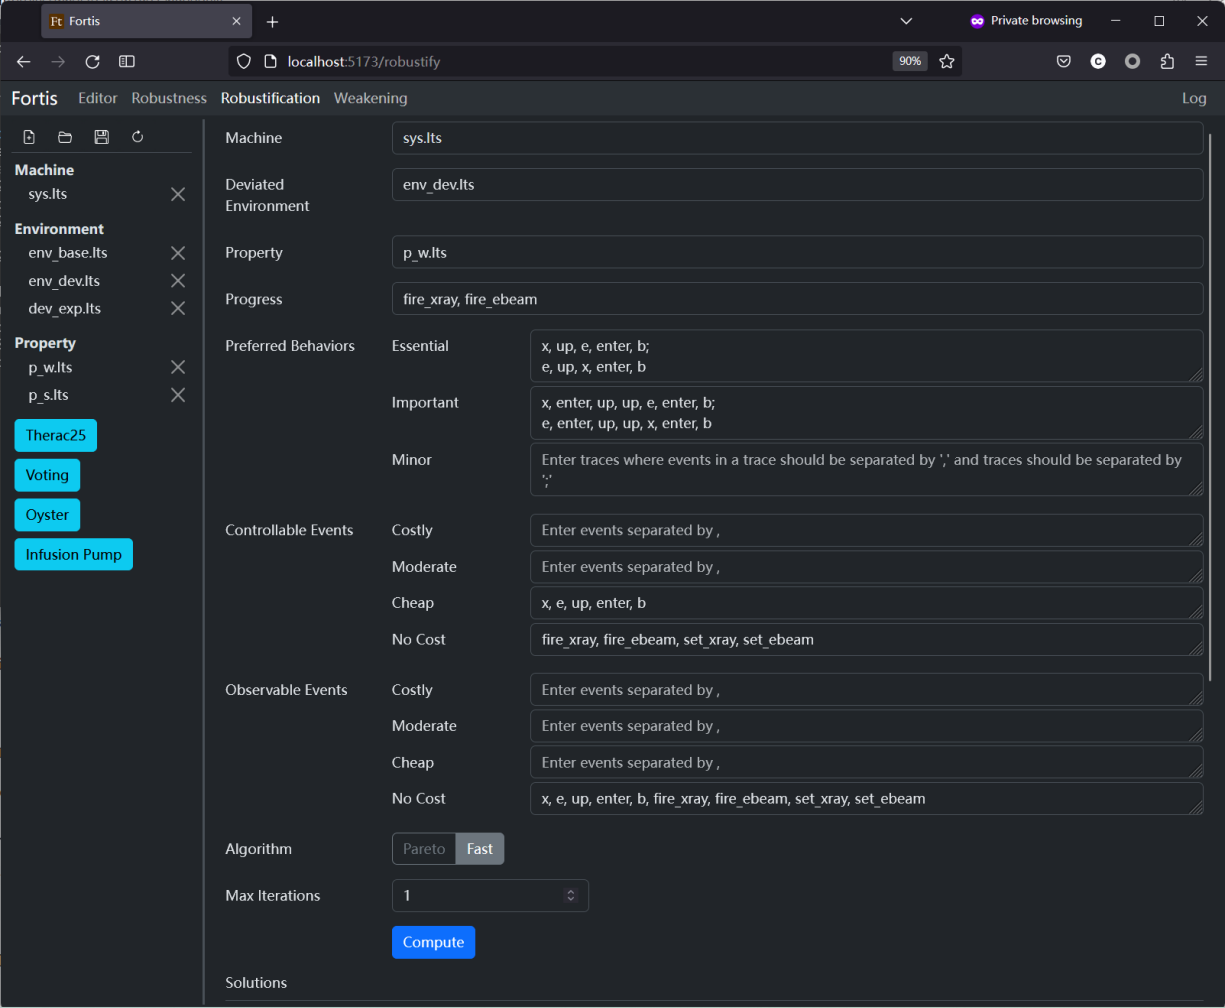 Ft Fortis
Private browsing
localhost:5173/robustify
90%
Fortis Editor Robustness Robustification Weakening Log
Machine
sys.lts
Environment
env_base.lts
env_dev.lts
dev_exp.lts
Property
p_w.lts
p_s.lts
Therac25
Voting
Oyster
Infusion Pump
Machine sys.lts
Deviated
Environment
env_dev.lts
Property p_w.lts
Progress fire_xray, fire_ebeam
Preferred Behaviors Essential
x, up, e, enter, b;
e, up, x, enter, b
Important
x, enter, up, up, e, enter, b;
e, enter, up, up, x, enter, b
Minor
Enter traces where events in a trace should be separated by ',' and traces should be separated by
';'
Controllable Events Costly Enter events separated by ,
Moderate Enter events separated by ,
Cheap x, e, up, enter, b
No Cost fire_xray, fire_ebeam, set_xray, set_ebeam
Observable Events Costly Enter events separated by ,
Moderate Enter events separated by ,
Cheap Enter events separated by ,
No Cost x, e, up, enter, b, fire_xray, fire_ebeam, set_xray, set_ebeam
Algorithm Pareto Fast
Max Iterations 1
Compute
Solutions